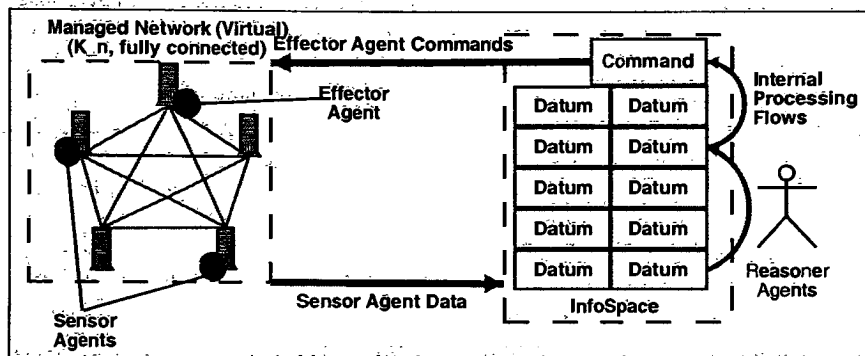 Managed Network (Virtual)
(K_n, fully connected)
Effector Agent Commands
Command
Internal
Processing
Flows
Effector
Agent
Datum Datum
Datum Datum
Datum Datum
Datum Datum
Datum Datum
Reasoner
Agents
Sensor Agent Data
InfoSpace
Sensor
Agents